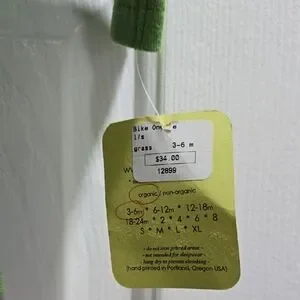 Bike
l/s
grass 3-6 m
$34.00
12899
organic / non-organic
3-6m * 6-12m * 12-18m
18-24m * 2 * 4 * 6 * 8
S * M * L * XL
- do not iron printed areas -
- not intended for sleepwear -
- hang dry to prevent shrinking -
(hand printed in Portland, Oregon USA)